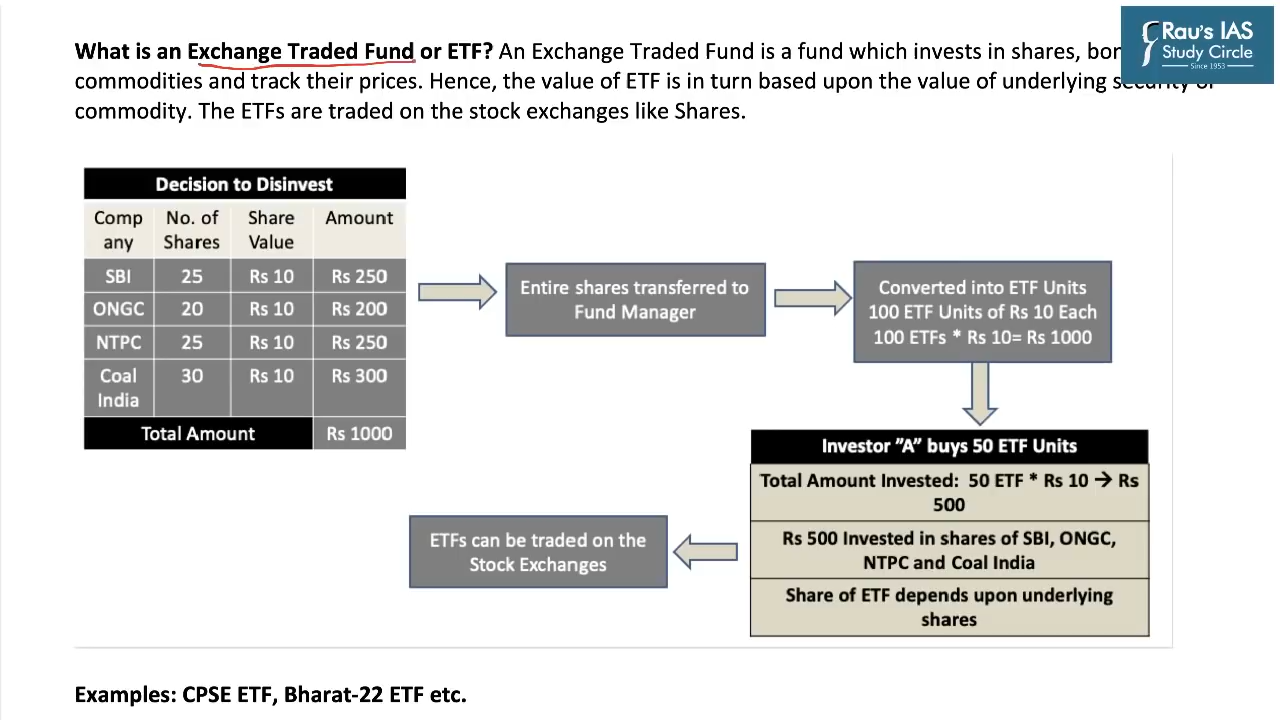 Rau's IAS
Study Circle
Since 1953
What is an Exchange Traded Fund or ETF? An Exchange Traded Fund is a fund which invests in shares,
commodities and track their prices. Hence, the value of ETF is in turn based upon the value of underlying security or
commodity. The ETFs are traded on the stock exchanges like Shares.
Decision to Disinvest
Comp
any
No. of
Shares
Share
Value
Amount
SBI 25 Rs 10 Rs 250
ONGC 20 Rs 10 Rs 200
NTPC 25 Rs 10 Rs 250
Coal
India
30 Rs 10 Rs 300
Total Amount Rs 1000
Entire shares transferred to
Fund Manager
Converted into ETF Units
100 ETF Units of Rs 10 Each
100 ETFs * Rs 10= Rs 1000
Investor ”A” buys 50 ETF Units
Total Amount Invested: 50 ETF * Rs 10 → Rs
500
Rs 500 Invested in shares of SBI, ONGC,
NTPC and Coal India
Share of ETF depends upon underlying
shares
ETFs can be traded on the
Stock Exchanges
Examples: CPSE ETF, Bharat-22 ETF etc.